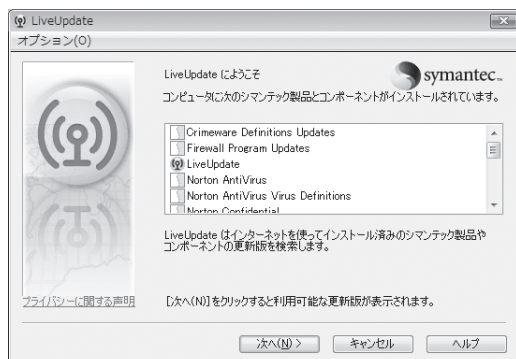 LiveUpdate
オプション(O)
LiveUpdate にようこそ
symantec.
コンピュータに次のシマンテック製品とコンポーネントがインストールされています。
Crimeware Definitions Updates
Firewall Program Updates
LiveUpdate
Norton AntiVirus
Norton AntiVirus Virus Definitions
Norton Confidential
LiveUpdate はインターネットを使ってインストール済みのシマンテック製品や
コンポーネントの更新版を検索します。
プライバシーに関する声明
[次へ(N)]をクリックすると利用可能な更新版が表示されます。
次へ(N) >
キャンセル
ヘルプ